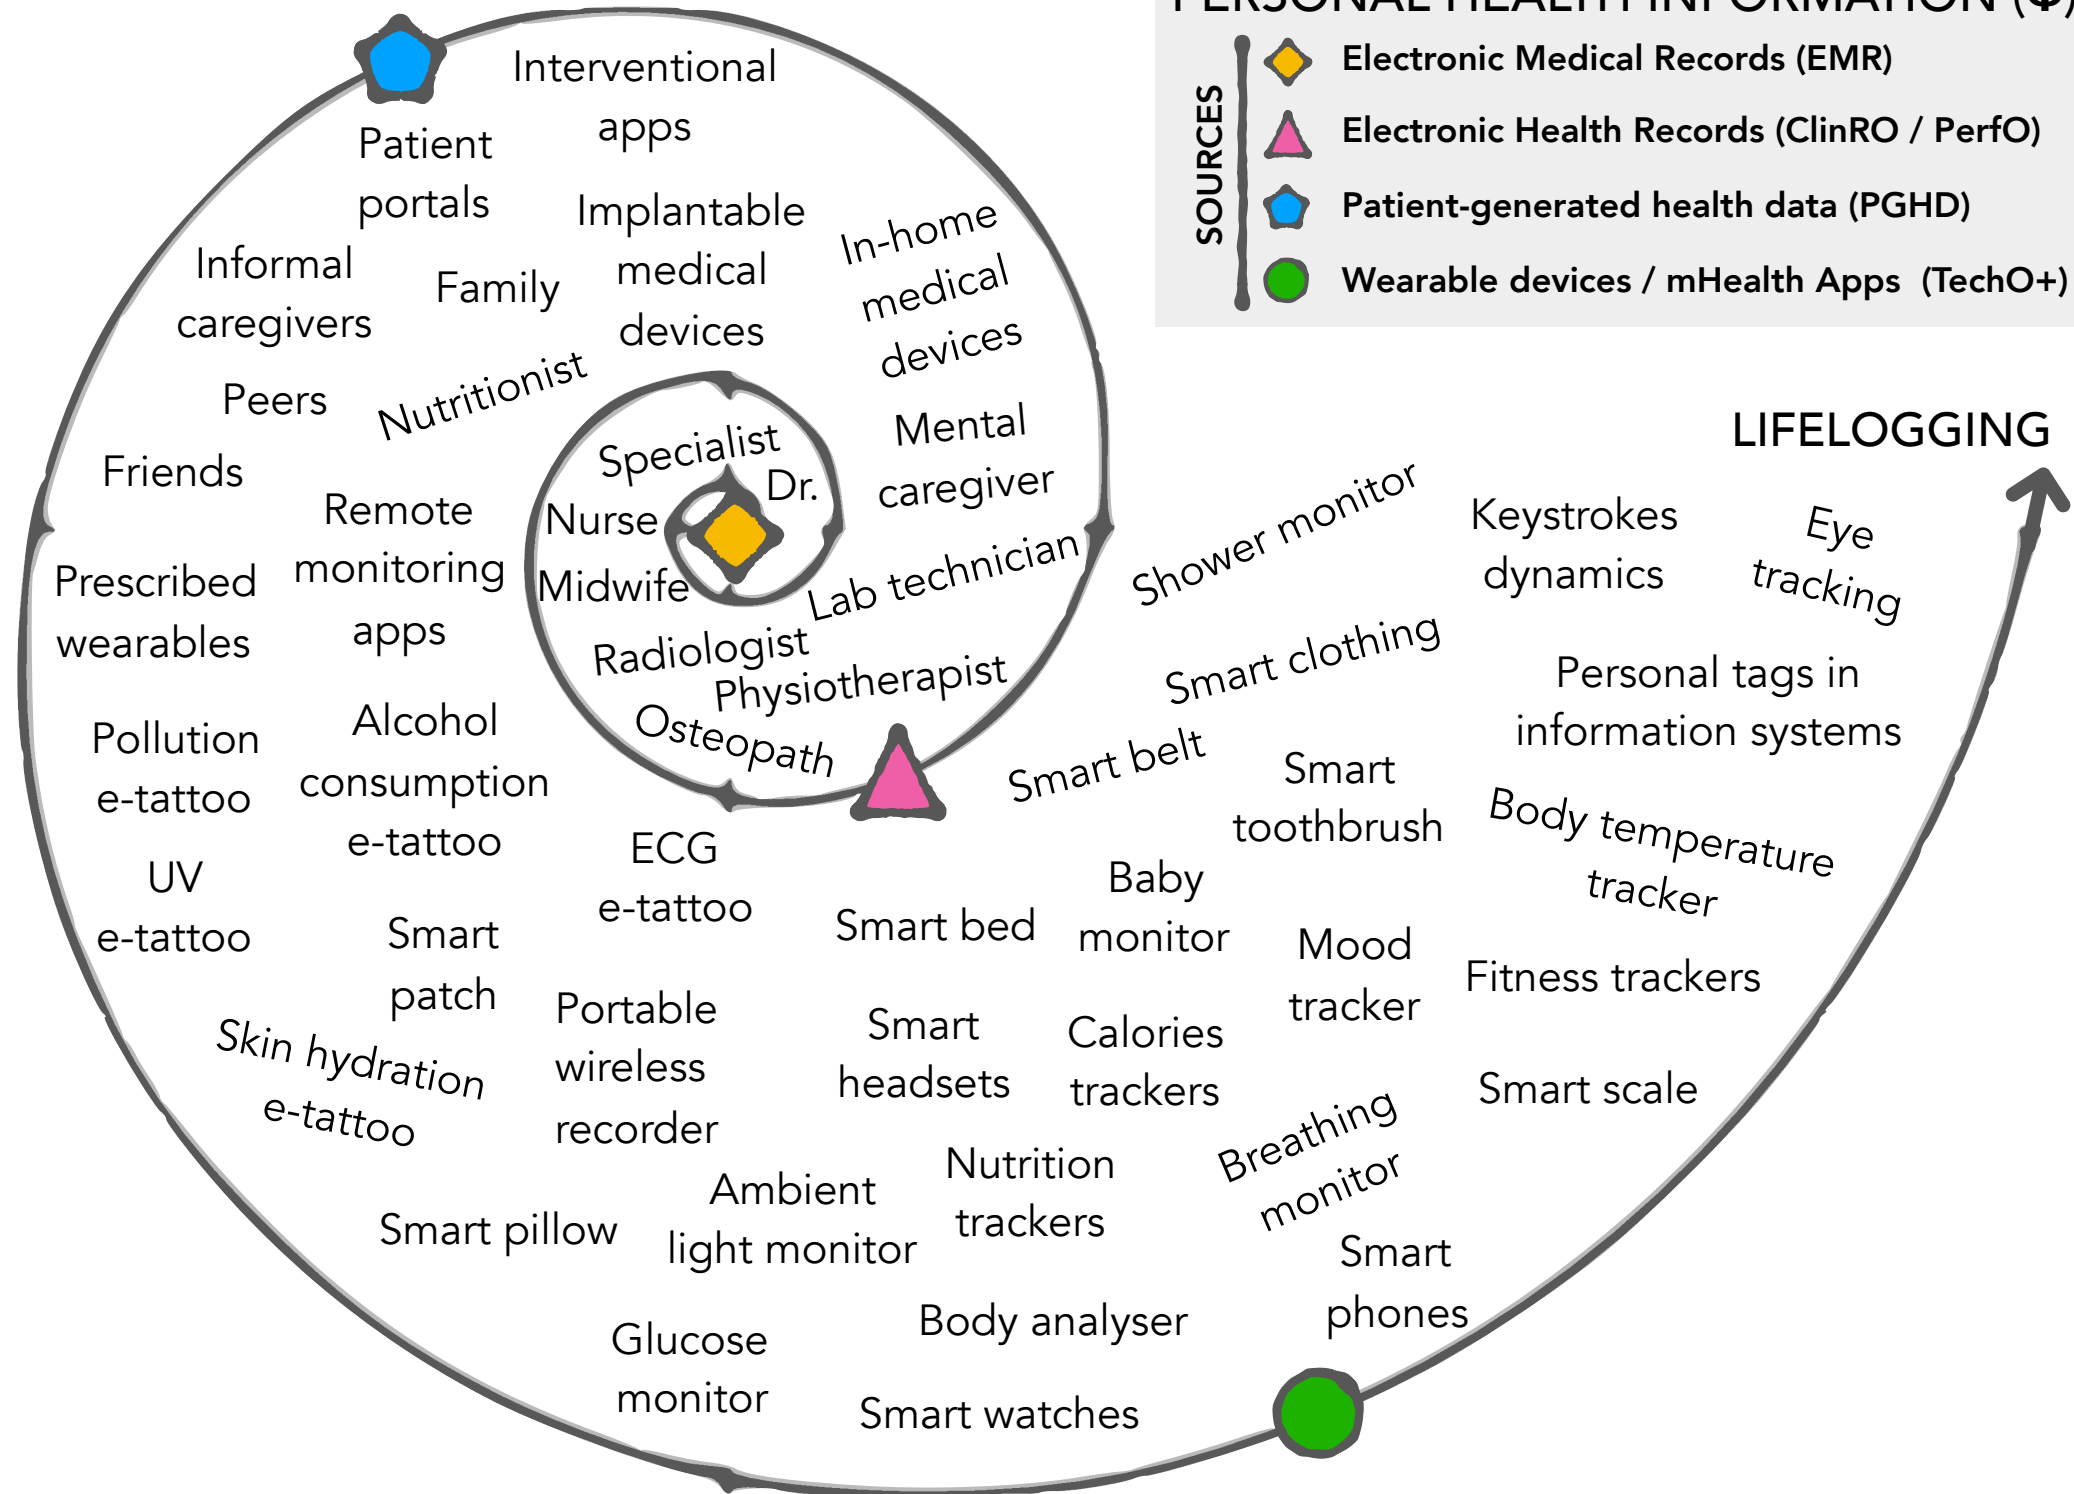 PERSONAL HEALTH INFORMATION (Φ)
SOURCES
Electronic Medical Records (EMR)
Electronic Health Records (ClinRO / PerfO)
Patient-generated health data (PGHD)
Wearable devices / mHealth Apps (TechO+)
LIFELOGGING
Interventional
apps
Patient
portals
Implantable
medical
devices
In-home
medical
devices
Informal
caregivers
Family
Peers
Nutritionist
Friends
Mental
caregiver
Specialist
Dr.
Nurse
Midwife
Lab technician
Radiologist
Physiotherapist
Osteopath
Remote
monitoring
apps
Prescribed
wearables
Pollution
e-tattoo
Alcohol
consumption
e-tattoo
UV
e-tattoo
ECG
e-tattoo
Smart
patch
Skin hydration
e-tattoo
Portable
wireless
recorder
Smart pillow
Ambient
light monitor
Glucose
monitor
Smart watches
Body analyser
Nutrition
trackers
Smart
headsets
Smart bed
Calories
trackers
Baby
monitor
Smart belt
Smart clothing
Shower monitor
Keystrokes
dynamics
Eye
tracking
Personal tags in
information systems
Smart
toothbrush
Body temperature
tracker
Mood
tracker
Fitness trackers
Smart scale
Breathing
monitor
Smart
phones